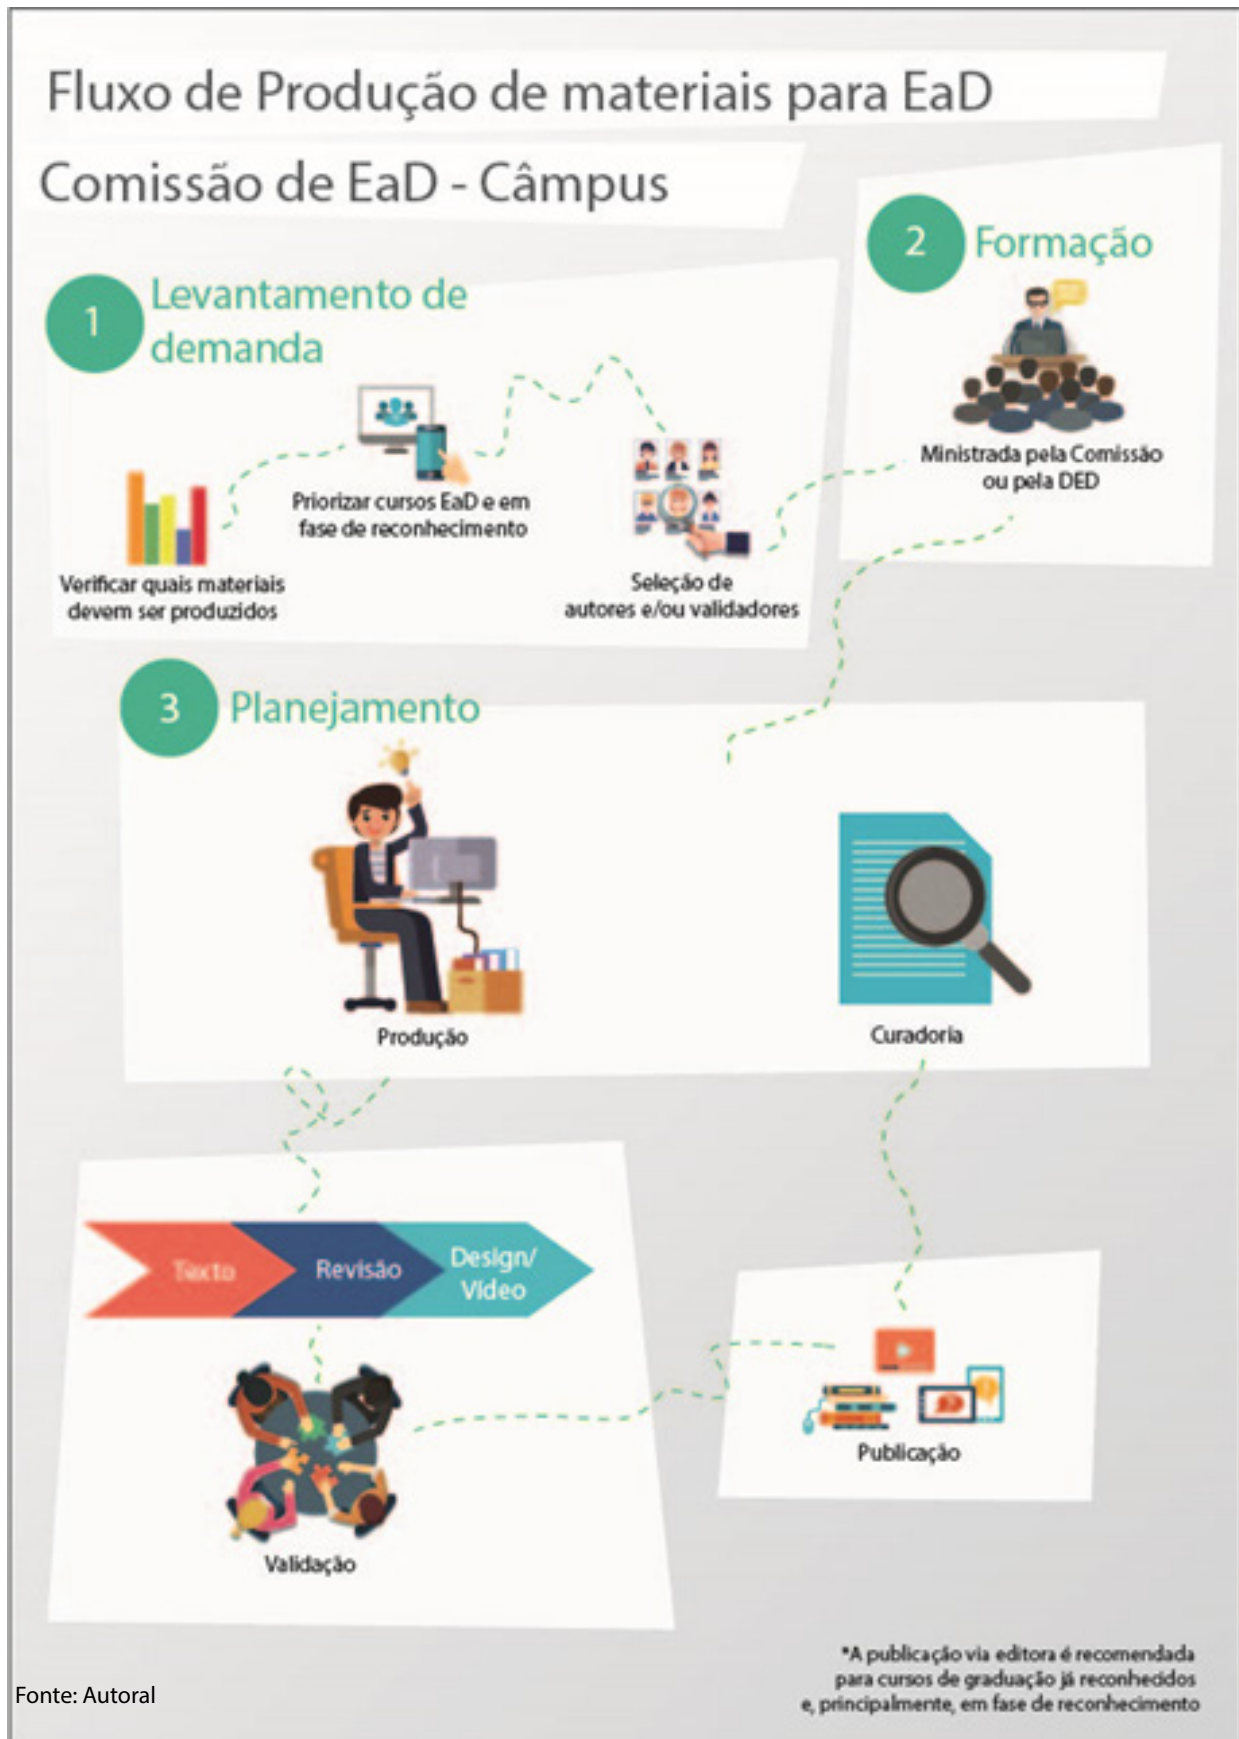 Fluxo de Produção de materiais para EaD
Comissão de EaD - Câmpus
1
Levantamento de
demanda
Verificar quais materiais
devem ser produzidos
Priorizar cursos EaD e em
fase de reconhecimento
Seleção de
autores e/ou validadores
2
Formação
Ministrada pela Comissão
ou pela DED
3
Planejamento
Produção
Curadoria
Texto
Revisão
Design/
Vídeo
Validação
Publicação
*A publicação via editora é recomendada
para cursos de graduação já reconhecidos
e, principalmente, em fase de reconhecimento
Fonte: Autoral